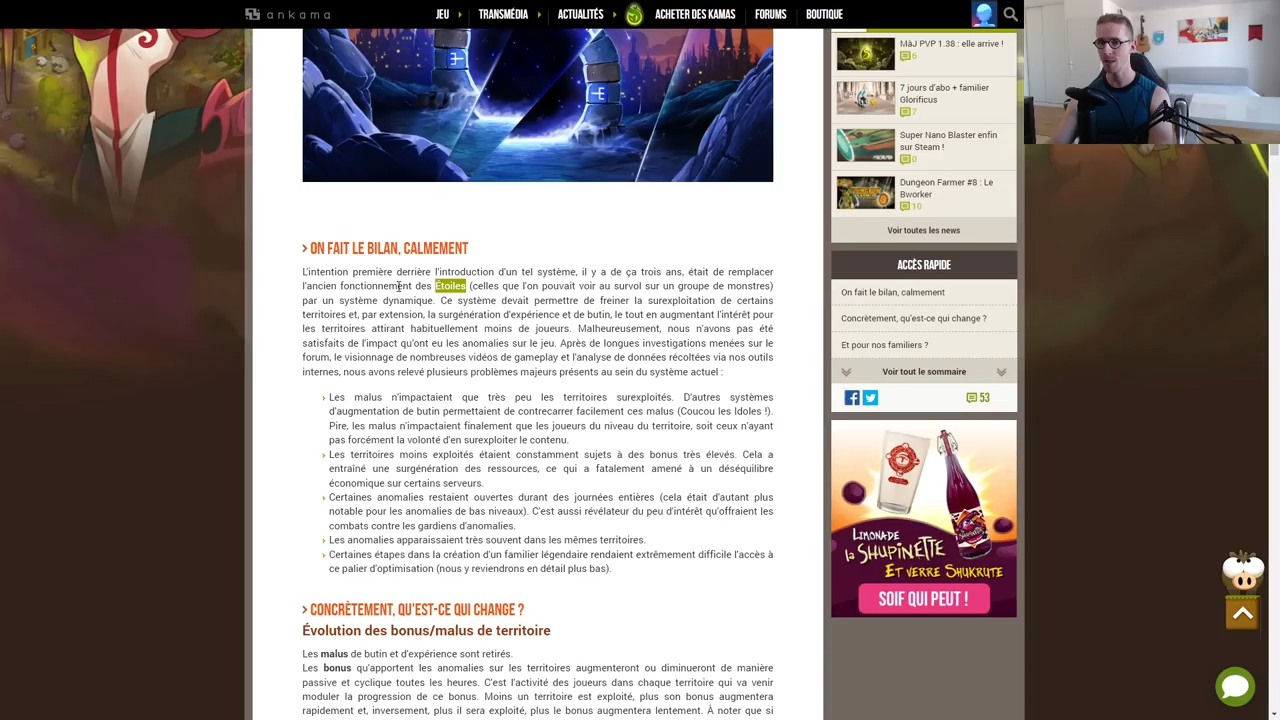 ankama
JEU TRANSMÉDIA ACTUALITÉS ACHETER DES KAMAS FORUMS BOUTIQUE
ON FAIT LE BILAN, CALMEMENT
L'intention première derrière l'introduction d'un tel système, il y a de ça trois ans, était de remplacer
l'ancien fonctionnement des Étoiles (celles que l'on pouvait voir au survol sur un groupe de monstres)
par un système dynamique. Ce système devait permettre de freiner la surexploitation de certains
territoires et, par extension, la surgénération d'expérience et de butin, le tout en augmentant l'intérêt pour
les territoires attirant habituellement moins de joueurs. Malheureusement, nous n'avons pas été
satisfaits de l'impact qu'ont eu les anomalies sur le jeu. Après de longues investigations menées sur le
forum, le visionnage de nombreuses vidéos de gameplay et l'analyse de données récoltées via nos outils
internes, nous avons relevé plusieurs problèmes majeurs présents au sein du système actuel :
Les malus n'impactaient que très peu les territoires surexploités. D'autres systèmes
d'augmentation de butin permettaient de contrecarrer facilement ces malus (Coucou les Idoles !).
Pire, les malus n'impactaient finalement que les joueurs du niveau du territoire, soit ceux n'ayant
pas forcément la volonté d'en surexploiter le contenu.
Les territoires moins exploités étaient constamment sujets à des bonus très élevés. Cela a
entraîné une surgénération des ressources, ce qui a fatalement amené à un déséquilibre
économique sur certains serveurs.
Certaines anomalies restaient ouvertes durant des journées entières (cela était d'autant plus
notable pour les anomalies de bas niveaux). C'est aussi révélateur du peu d'intérêt qu'offraient les
combats contre les gardiens d'anomalies.
Les anomalies apparaissaient très souvent dans les mêmes territoires.
Certaines étapes dans la création d'un familier légendaire rendaient extrêmement difficile l'accès à
ce palier d'optimisation (nous y reviendrons en détail plus bas).
CONCRÈTEMENT, QU'EST-CE QUI CHANGE ?
Évolution des bonus/malus de territoire
Les malus de butin et d'expérience sont retirés.
Les bonus qu'apportent les anomalies sur les territoires augmenteront ou diminueront de manière
passive et cyclique toutes les heures. C'est l'activité des joueurs dans chaque territoire qui va venir
moduler la progression de ce bonus. Moins un territoire est exploité, plus son bonus augmentera
rapidement et, inversement, plus il sera exploité, plus le bonus augmentera lentement. À noter que si
MàJ PVP 1.38 : elle arrive !
6
7 jours d'abo + familier
Glorificus
7
Super Nano Blaster enfin
sur Steam !
0
Dungeon Farmer #8 : Le
Bworker
10
Voir toutes les news
ACCÈS RAPIDE
On fait le bilan, calmement
Concrètement, qu'est-ce qui change ?
Et pour nos familiers ?
Voir tout le sommaire
53
LIMONADE
la SHUPINETTE
ET VERRE SHUKRUTE
SOIF QUI PEUT !